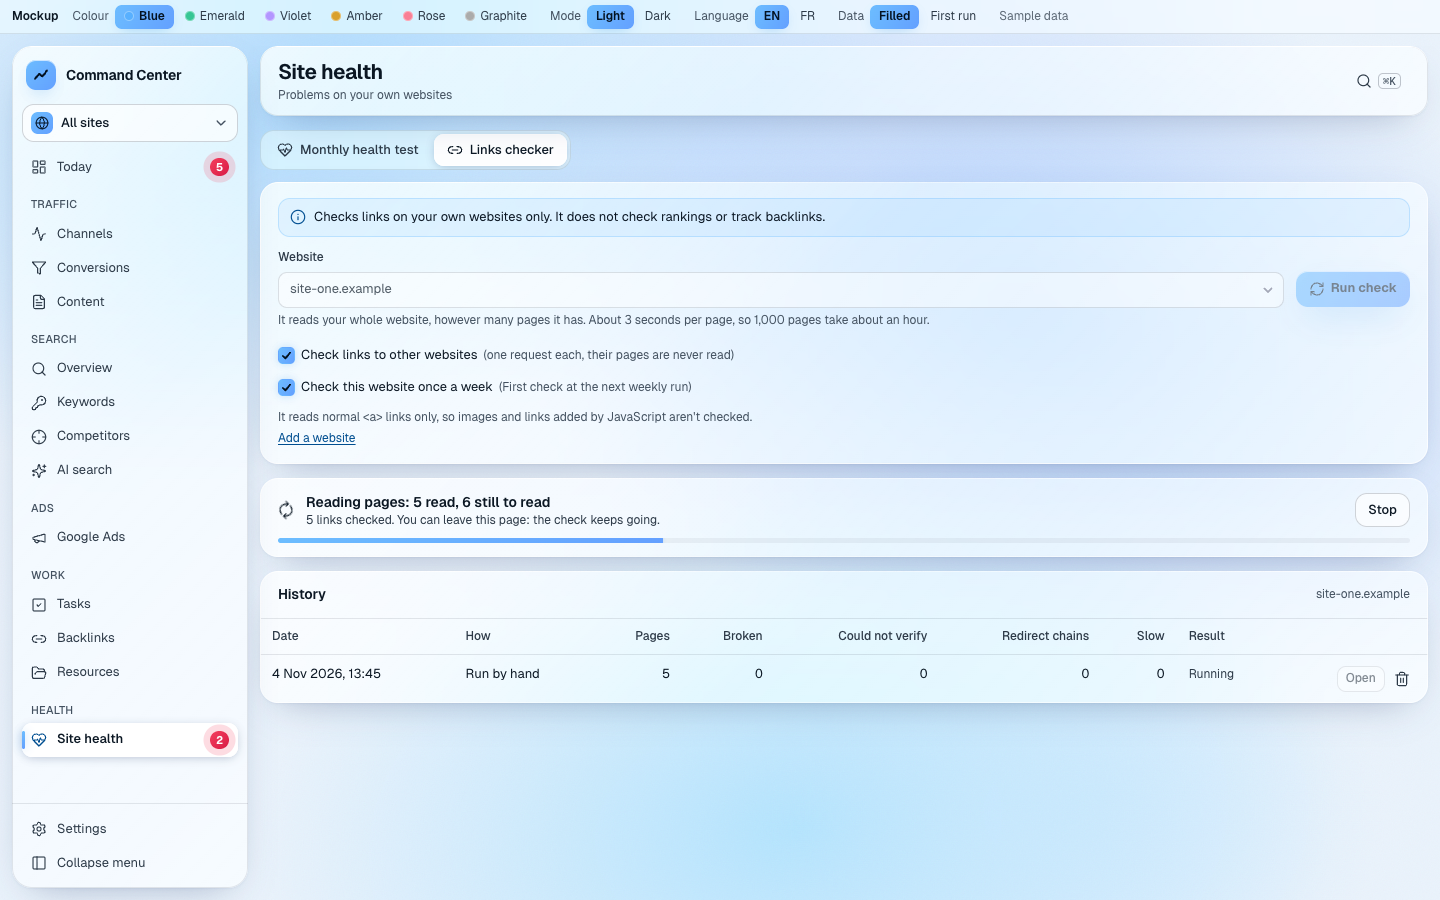 Mockup Colour Blue Emerald Violet Amber Rose Graphite Mode Light Dark Language EN FR Data Filled First run Sample data
Command Center
All sites
Today 5
TRAFFIC
Channels
Conversions
Content
SEARCH
Overview
Keywords
Competitors
AI search
ADS
Google Ads
WORK
Tasks
Backlinks
Resources
HEALTH
Site health 2
Settings
Collapse menu
Site health
Problems on your own websites
⌘K
Monthly health test Links checker
Checks links on your own websites only. It does not check rankings or track backlinks.
Website
site-one.example Run check
It reads your whole website, however many pages it has. About 3 seconds per page, so 1,000 pages take about an hour.
Check links to other websites (one request each, their pages are never read)
Check this website once a week (First check at the next weekly run)
It reads normal <a> links only, so images and links added by JavaScript aren't checked.
Add a website
Reading pages: 5 read, 6 still to read
5 links checked. You can leave this page: the check keeps going.
Stop
History site-one.example
Date How Pages Broken Could not verify Redirect chains Slow Result
4 Nov 2026, 13:45 Run by hand 5 0 0 0 0 Running Open